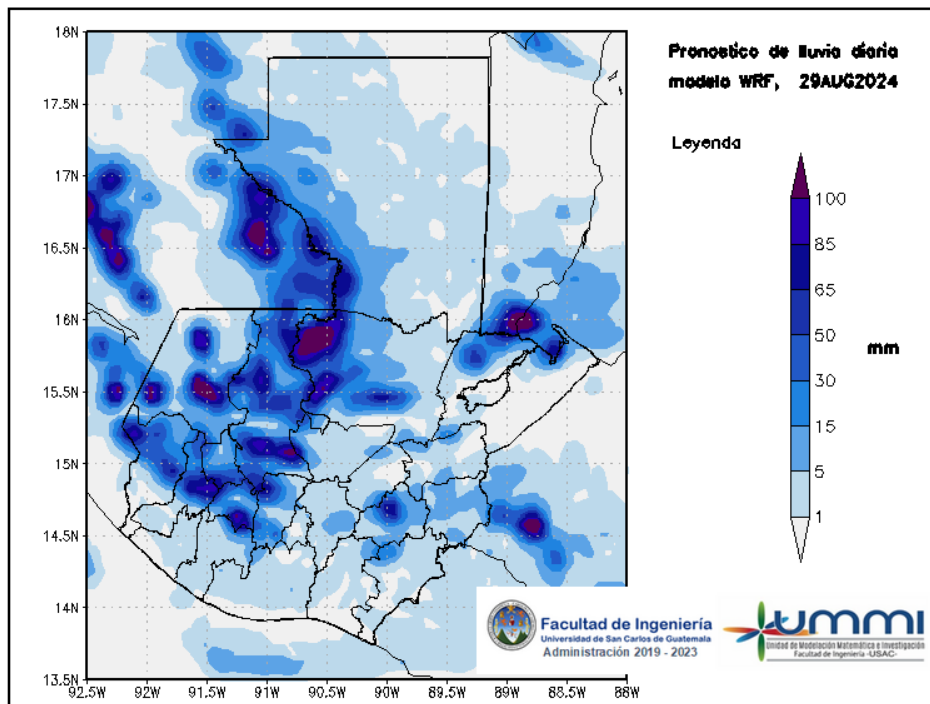 Pronostico de lluvia diaria
modelo WRF, 29AUG2024
Leyenda
100
85
65
50
30
15
5
1
mm
18N
17.5N
17N
16.5N
16N
15.5N
15N
14.5N
14N
13.5N
92.5W
92W
91.5W
91W
90.5W
90W
89.5W
89W
88.5W
88W
Facultad de Ingeniería
Universidad de San Carlos de Guatemala
Administración 2019 - 2023
UMMI
Unidad de Modelación Matemática e Investigación
Facultad de Ingeniería -USAC-